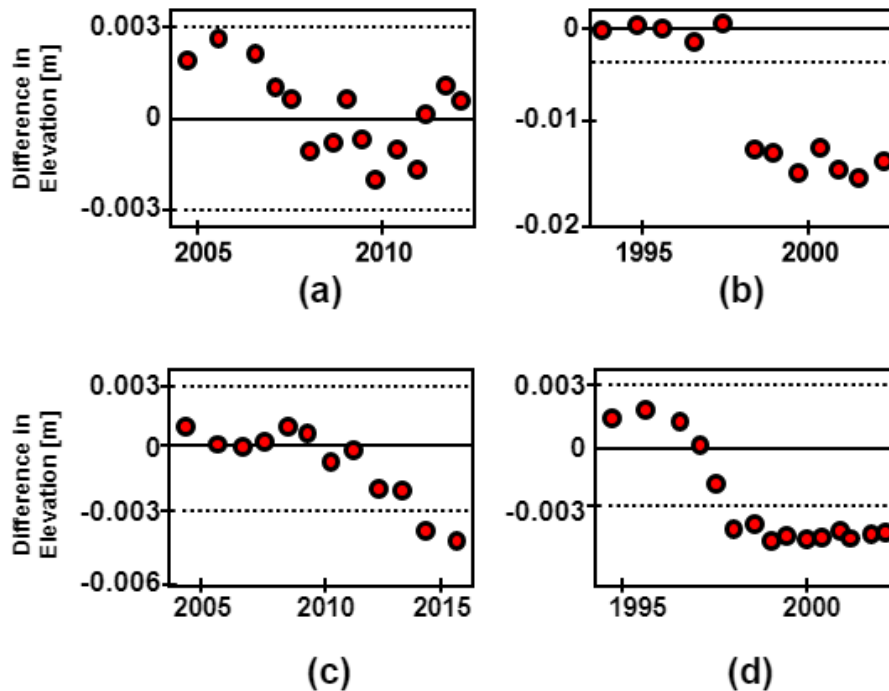 Difference in
Elevation [m]
0.003
0
-0.003
2005 2010
(a)
0
-0.01
-0.02
1995 2000
(b)
Difference in
Elevation [m]
0.003
0
-0.003
-0.006
2005 2010 2015
(c)
0.003
0
-0.003
1995 2000
(d)